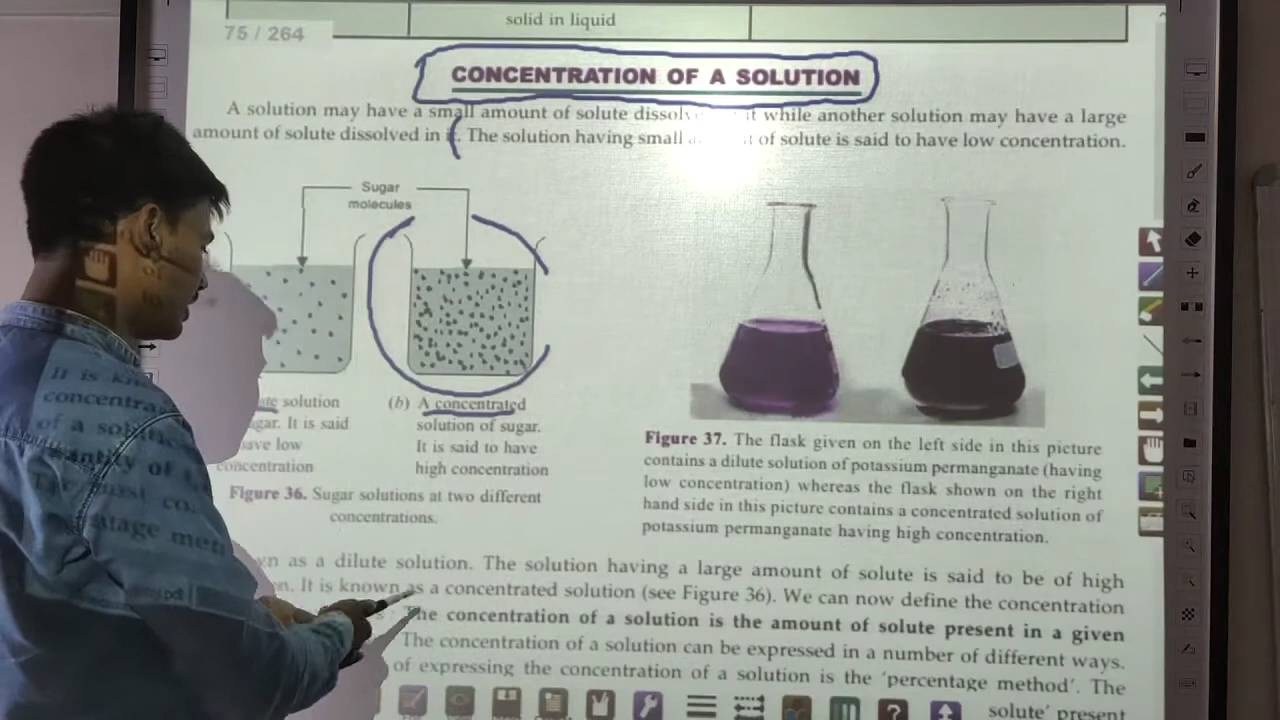 solid in liquid
75 / 264
CONCENTRATION OF A SOLUTION
A solution may have a small amount of solute while another solution may have a large
amount of solute dissolved in The solution having small of solute is said to have low concentration.
Sugar
molecules
solution
It is said
low
concentration
(b) A concentrated
solution of sugar.
It is said to have
high concentration
Figure 36. Sugar solutions at two different
concentrations.
Figure 37. The flask given on the left side in this picture
contains a dilute solution of potassium permanganate (having
low concentration) whereas the flask shown on the right
hand side in this picture contains a concentrated solution of
potassium permanganate having high concentration.
as a dilute solution. The solution having a large amount of solute is said to be of high
It is known as a concentrated solution (see Figure 36). We can now define the concentration
The concentration of a solution is the amount of solute present in a given
The concentration of a solution can be expressed in a number of different ways.
of expressing the concentration of a solution is the 'percentage method'. The
solute' present
It is
concentra
of a